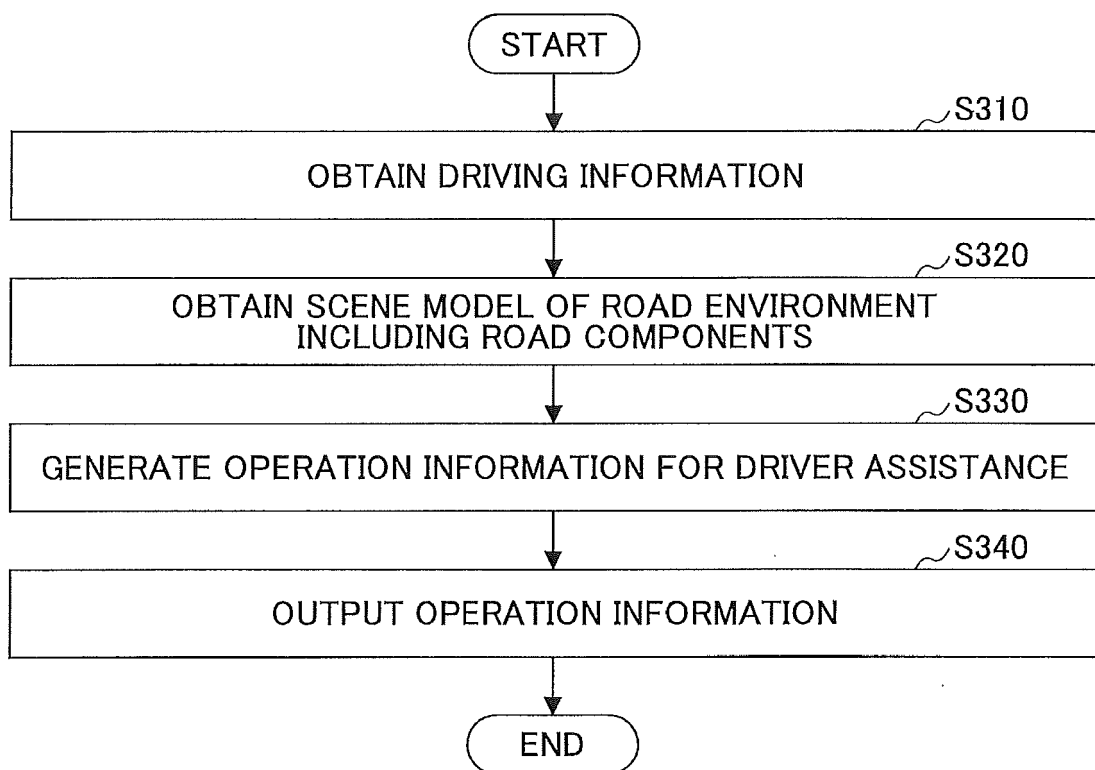 START
S310
OBTAIN DRIVING INFORMATION
S320
OBTAIN SCENE MODEL OF ROAD ENVIRONMENT
INCLUDING ROAD COMPONENTS
S330
GENERATE OPERATION INFORMATION FOR DRIVER ASSISTANCE
S340
OUTPUT OPERATION INFORMATION
END